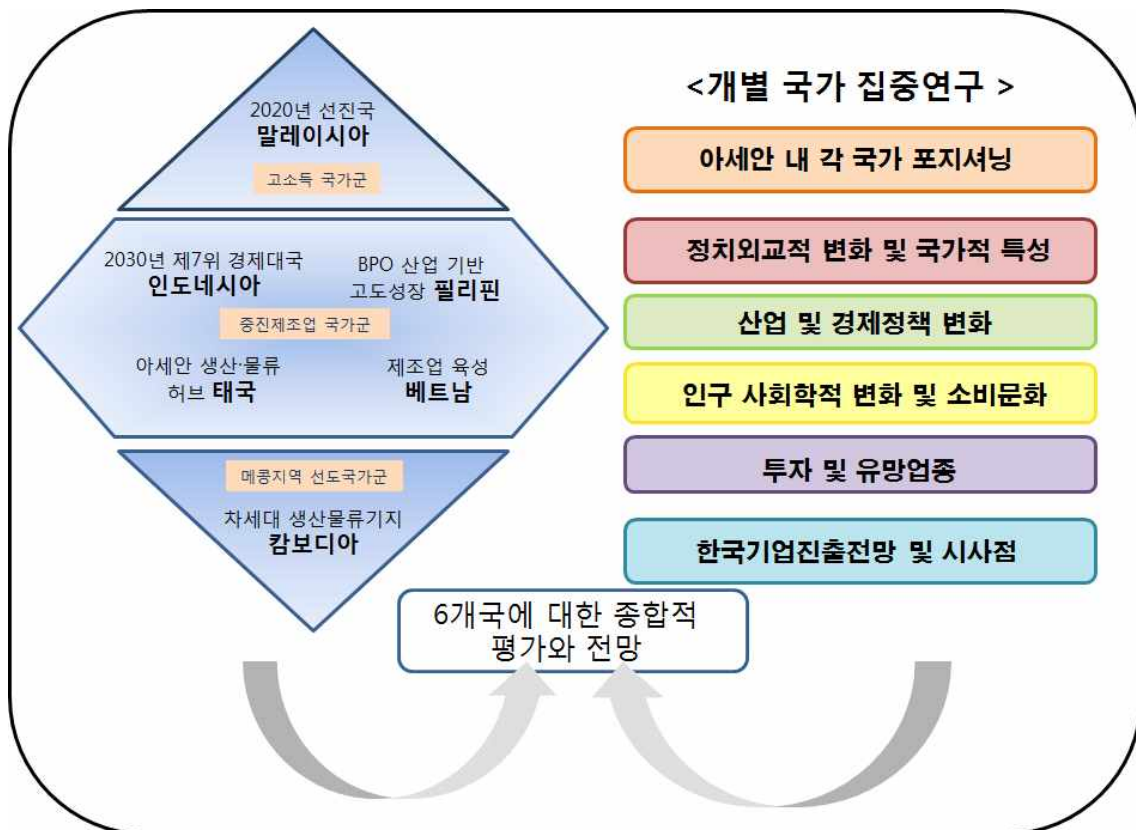 2020년 선진국
말레이시아
고소득 국가군
2030년 제7위 경제대국
인도네시아
BPO 산업 기반
고도성장 필리핀
중진제조업 국가군
아세안 생산·물류
허브 태국
제조업 육성
베트남
메콩지역 선도국가군
차세대 생산물류기지
캄보디아
<개별 국가 집중연구 >
아세안 내 각 국가 포지셔닝
정치외교적 변화 및 국가적 특성
산업 및 경제정책 변화
인구 사회학적 변화 및 소비문화
투자 및 유망업종
한국기업진출전망 및 시사점
6개국에 대한 종합적
평가와 전망